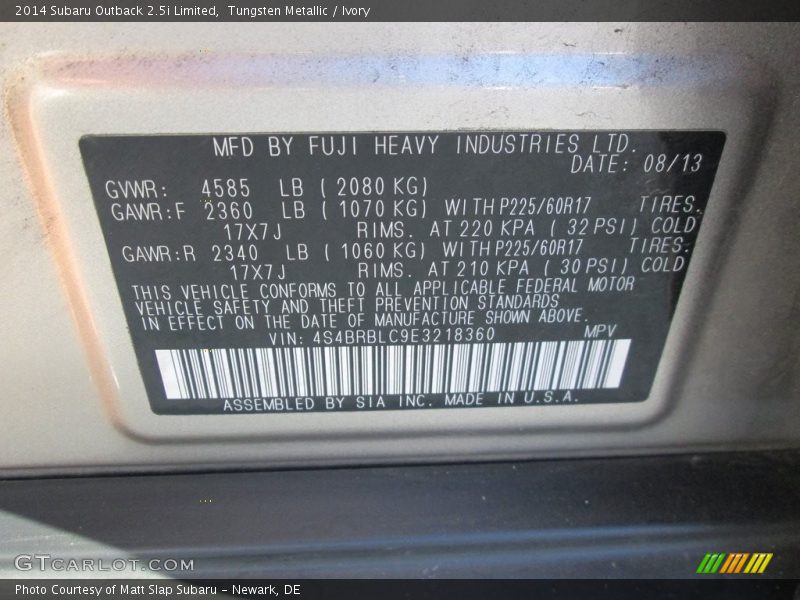 2014 Subaru Outback 2.5i Limited, Tungsten Metallic / Ivory
MFD BY FUJI HEAVY INDUSTRIES LTD.
DATE: 08/13
GVWR: 4585 LB (2080 KG)
GAWR:F 2360 LB (1070 KG) WITH P225/60R17 TIRES.
17X7J RIMS. AT 220 KPA (32 PSI) COLD
GAWR:R 2340 LB (1060 KG) WITH P225/60R17 TIRES.
17X7J RIMS. AT 210 KPA (30 PSI) COLD
THIS VEHICLE CONFORMS TO ALL APPLICABLE FEDERAL MOTOR
VEHICLE SAFETY AND THEFT PREVENTION STANDARDS
IN EFFECT ON THE DATE OF MANUFACTURE SHOWN ABOVE.
VIN: 4S4BRBLC9E3218360 MPV
ASSEMBLED BY SIA INC. MADE IN U.S.A.
GTCARLOT.COM
Photo Courtesy of Matt Slap Subaru - Newark, DE